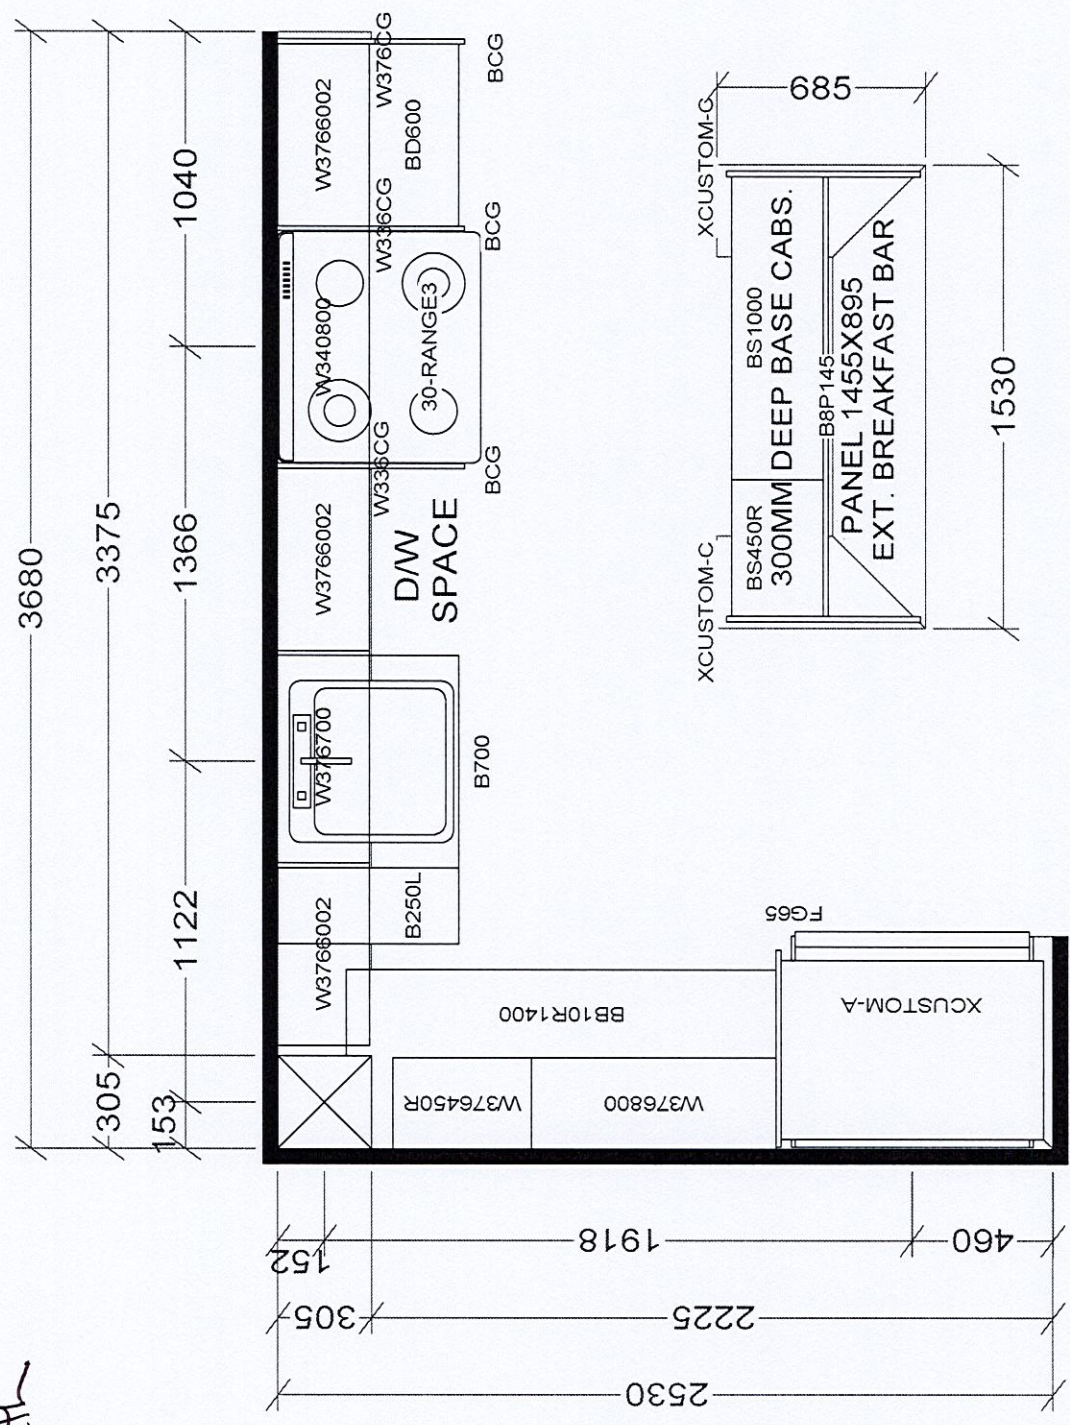 3680
3375
305
1040
1366
1122
153
W3766002
W376CG
BD600
BCG
W336CG
BCG
W340800
30-RANGE3
W336CG
BCG
W3766002
D/W
SPACE
W376700
B700
W3766002
B250L
BB10R1400
W376450R
W376800
FG65
XCUSTOM-A
XCUSTOM-G
XCUSTOM-C
BS1000
BS450R
300MM DEEP BASE CABS.
B8P145
PANEL 1455X895
EXT. BREAKFAST BAR
685
1530
152
1918
460
305
2225
2530